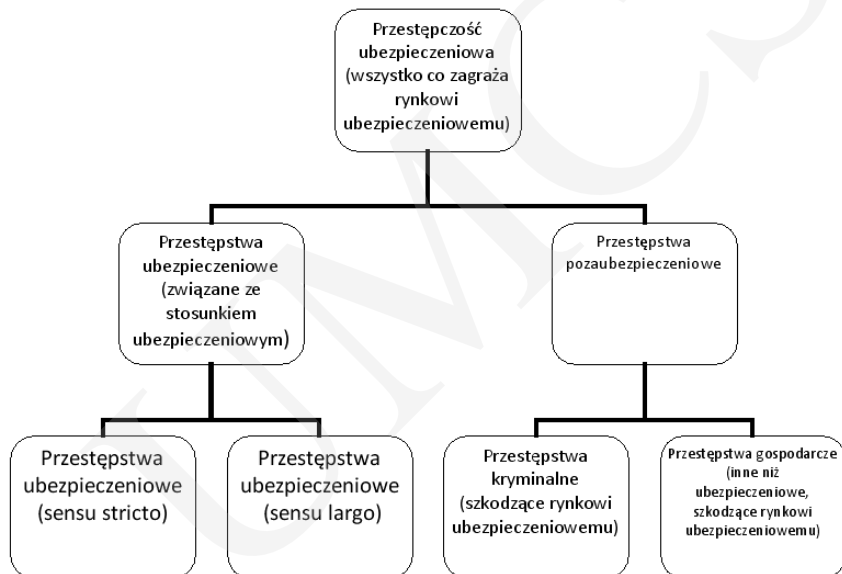 Przestępczość
ubezpieczeniowa
(wszystko co zagraża
rynkowi
ubezpieczeniowemu)
Przestępstwa
ubezpieczeniowe
(związane ze
stosunkiem
ubezpieczeniowym)
Przestępstwa
pozaubezpieczeniowe
Przestępstwa
ubezpieczeniowe
(sensu stricto)
Przestępstwa
ubezpieczeniowe
(sensu largo)
Przestępstwa
kryminalne
(szkodzące rynkowi
ubezpieczeniowemu)
Przestępstwa gospodarcze
(inne niż
ubezpieczeniowe,
szkodzące rynkowi
ubezpieczeniowemu)
UMCS